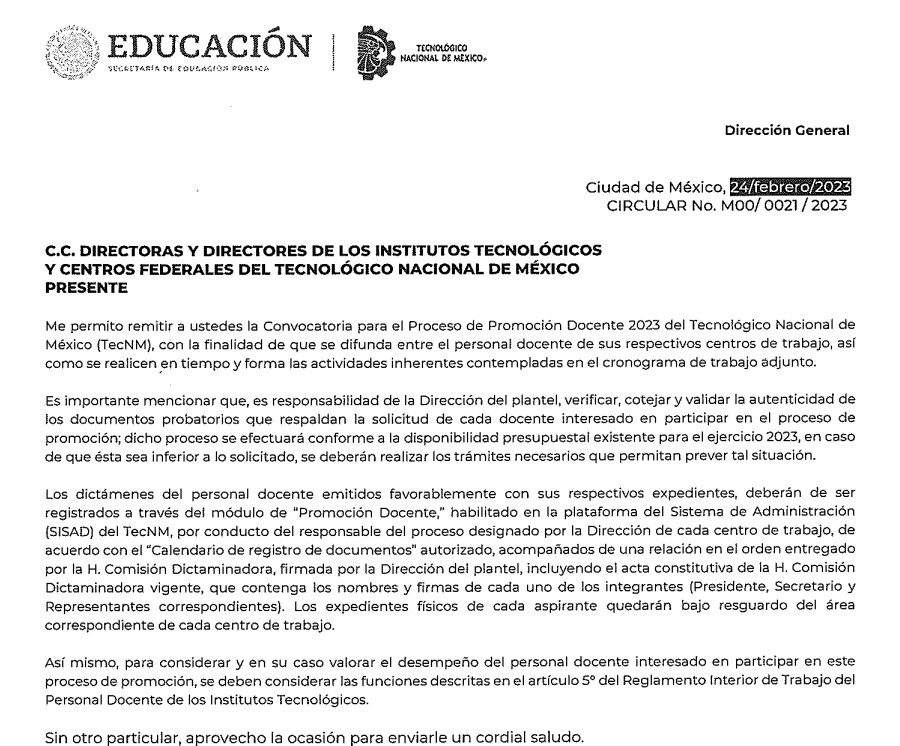 EDUCACIÓN
SECRETARÍA DE EDUCACIÓN PÚBLICA
TECNOLÓGICO
NACIONAL DE MÉXICO®
Dirección General
Ciudad de México, 24/febrero/2023
CIRCULAR No. M00/ 0021 / 2023
C.C. DIRECTORAS Y DIRECTORES DE LOS INSTITUTOS TECNOLÓGICOS
Y CENTROS FEDERALES DEL TECNOLÓGICO NACIONAL DE MÉXICO
PRESENTE
Me permito remitir a ustedes la Convocatoria para el Proceso de Promoción Docente 2023 del Tecnológico Nacional de
México (TecNM), con la finalidad de que se difunda entre el personal docente de sus respectivos centros de trabajo, así
como se realicen en tiempo y forma las actividades inherentes contempladas en el cronograma de trabajo adjunto.
Es importante mencionar que, es responsabilidad de la Dirección del plantel, verificar, cotejar y validar la autenticidad de
los documentos probatorios que respaldan la solicitud de cada docente interesado en participar en el proceso de
promoción; dicho proceso se efectuará conforme a la disponibilidad presupuestal existente para el ejercicio 2023, en caso
de que ésta sea inferior a lo solicitado, se deberán realizar los trámites necesarios que permitan prever tal situación.
Los dictámenes del personal docente emitidos favorablemente con sus respectivos expedientes, deberán de ser
registrados a través del módulo de “Promoción Docente,” habilitado en la plataforma del Sistema de Administración
(SISAD) del TecNM, por conducto del responsable del proceso designado por la Dirección de cada centro de trabajo, de
acuerdo con el “Calendario de registro de documentos” autorizado, acompañados de una relación en el orden entregado
por la H. Comisión Dictaminadora, firmada por la Dirección del plantel, incluyendo el acta constitutiva de la H. Comisión
Dictaminadora vigente, que contenga los nombres y firmas de cada uno de los integrantes (Presidente, Secretario y
Representantes correspondientes). Los expedientes físicos de cada aspirante quedarán bajo resguardo del área
correspondiente de cada centro de trabajo.
Así mismo, para considerar y en su caso valorar el desempeño del personal docente interesado en participar en este
proceso de promoción, se deben considerar las funciones descritas en el artículo 5º del Reglamento Interior de Trabajo del
Personal Docente de los Institutos Tecnológicos.
Sin otro particular, aprovecho la ocasión para enviarle un cordial saludo.